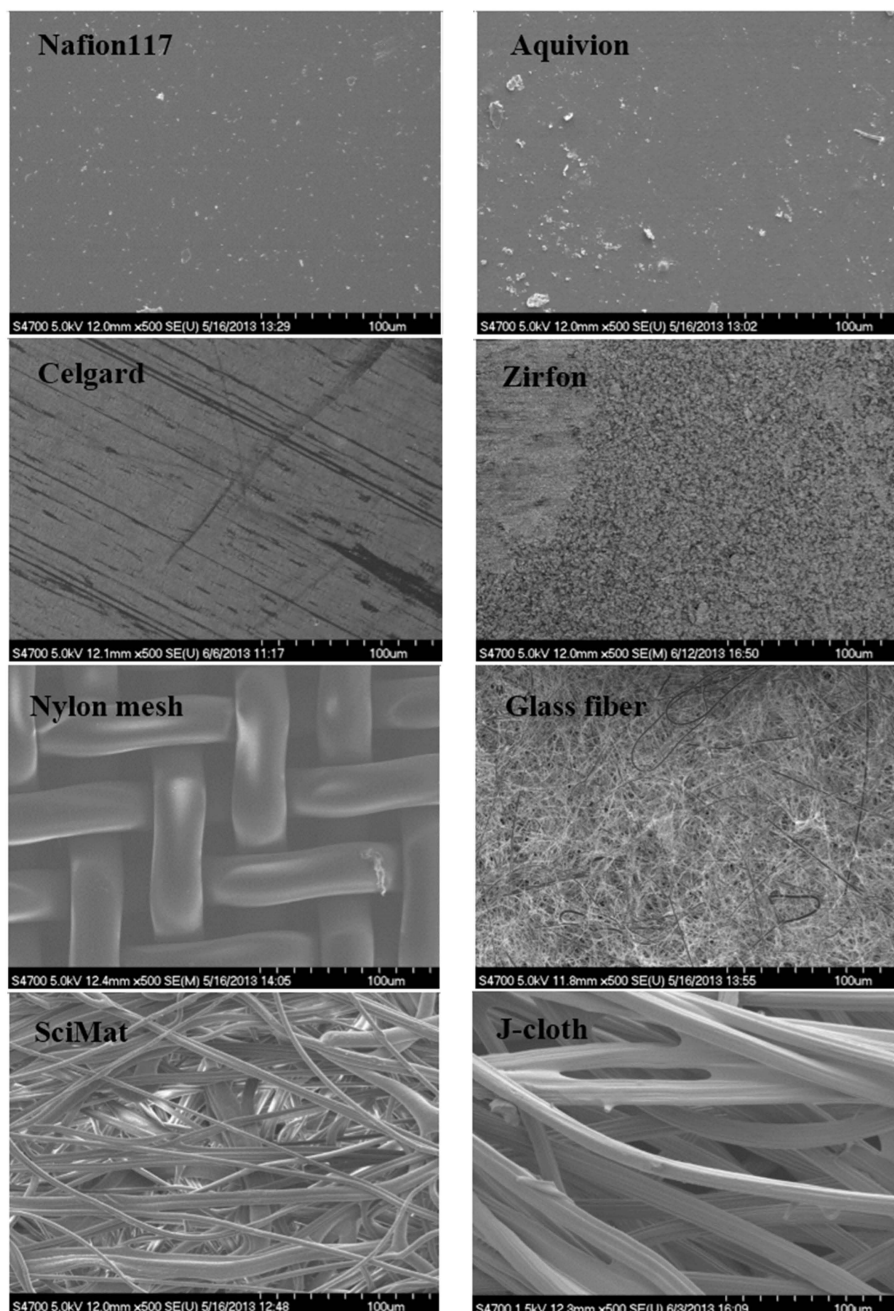 Nafion117
S4700 5.0kV 12.0mm x500 SE(U) 5/16/2013 13:29 100um
Aquivion
S4700 5.0kV 12.0mm x500 SE(U) 5/16/2013 13:02 100um
Celgard
S4700 5.0kV 12.1mm x500 SE(U) 6/6/2013 11:17 100um
Zirfon
S4700 5.0kV 12.0mm x500 SE(M) 6/12/2013 16:50 100um
Nylon mesh
S4700 5.0kV 12.4mm x500 SE(M) 5/16/2013 14:05 100um
Glass fiber
S4700 5.0kV 11.8mm x500 SE(U) 5/16/2013 13:55 100um
SciMat
S4700 5.0kV 12.0mm x500 SE(U) 5/16/2013 12:48 100um
J-cloth
S4700 1.5kV 12.3mm x500 SE(U) 6/3/2013 16:09 100um